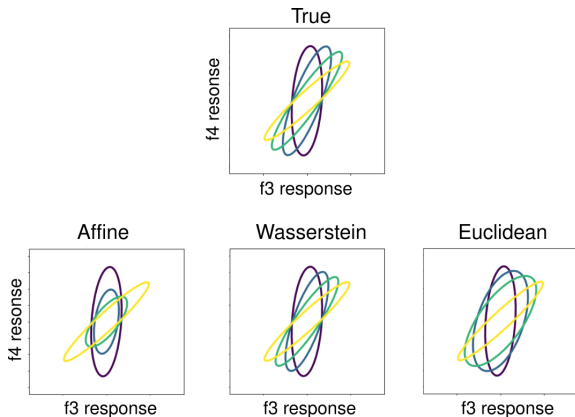 True
f4 resonse
f3 response
Affine
Wasserstein
Euclidean
f4 resonse
f3 response
f3 response
f3 response